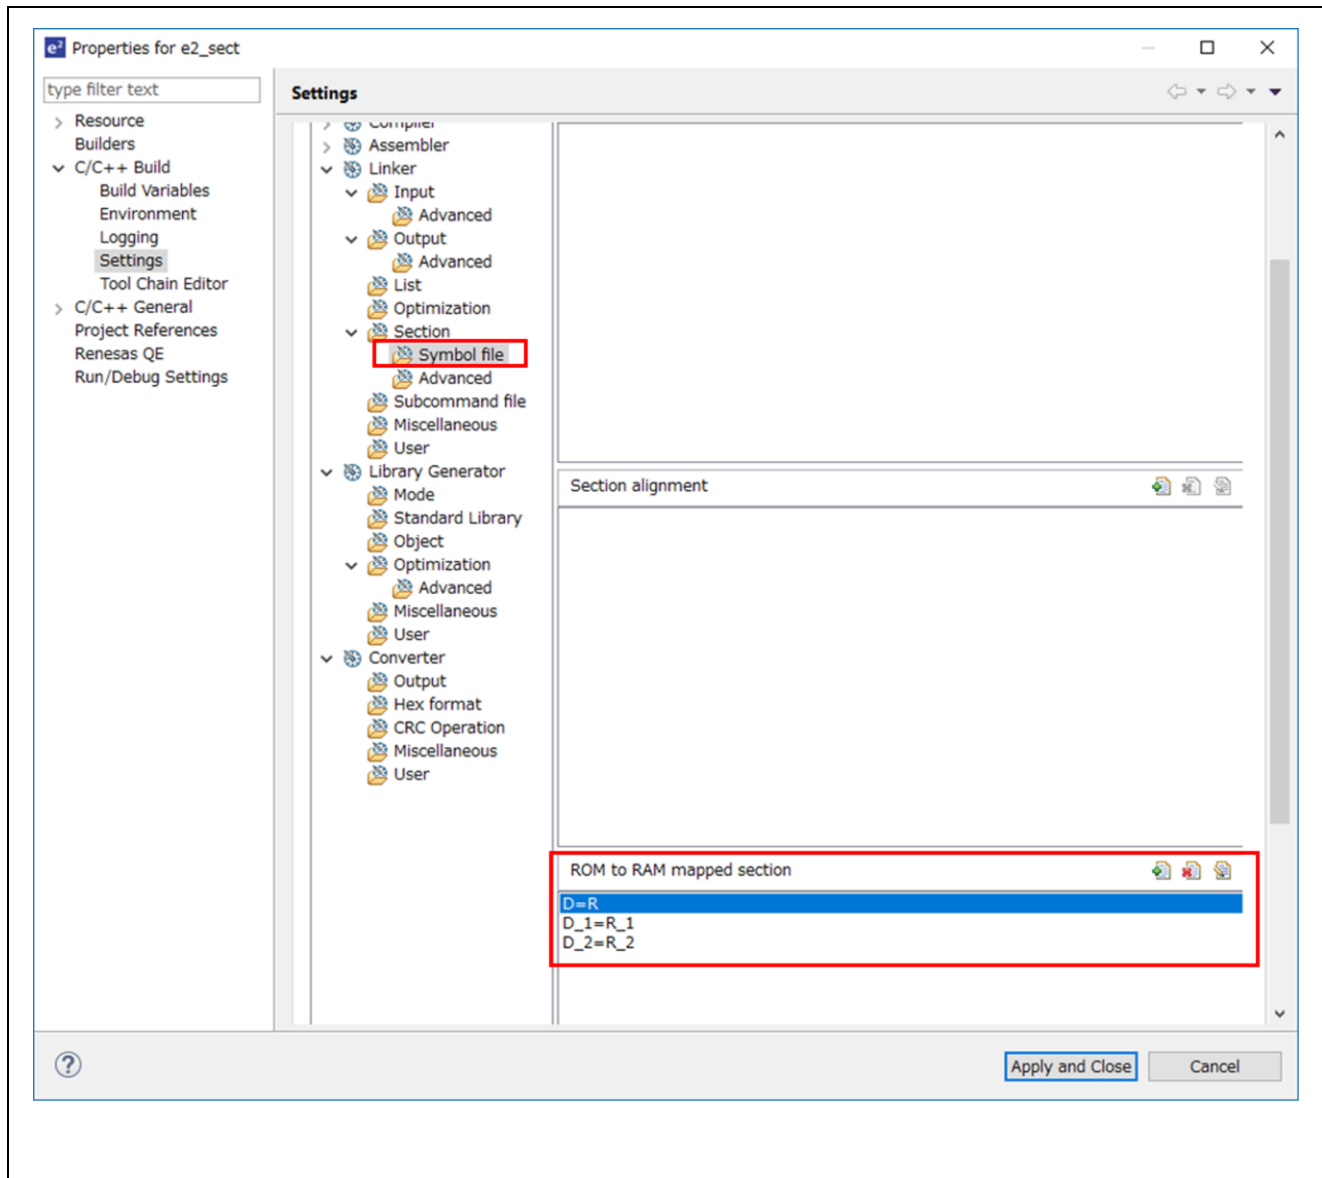 e² Properties for e2_sect
type filter text
Settings
Resource
Builders
C/C++ Build
Build Variables
Environment
Logging
Settings
Tool Chain Editor
C/C++ General
Project References
Renesas QE
Run/Debug Settings
Compiler
Assembler
Linker
Input
Advanced
Output
Advanced
List
Optimization
Section
Symbol file
Advanced
Subcommand file
Miscellaneous
User
Library Generator
Mode
Standard Library
Object
Optimization
Advanced
Miscellaneous
User
Converter
Output
Hex format
CRC Operation
Miscellaneous
User
Section alignment
ROM to RAM mapped section
D=R
D_1=R_1
D_2=R_2
?
Apply and Close
Cancel